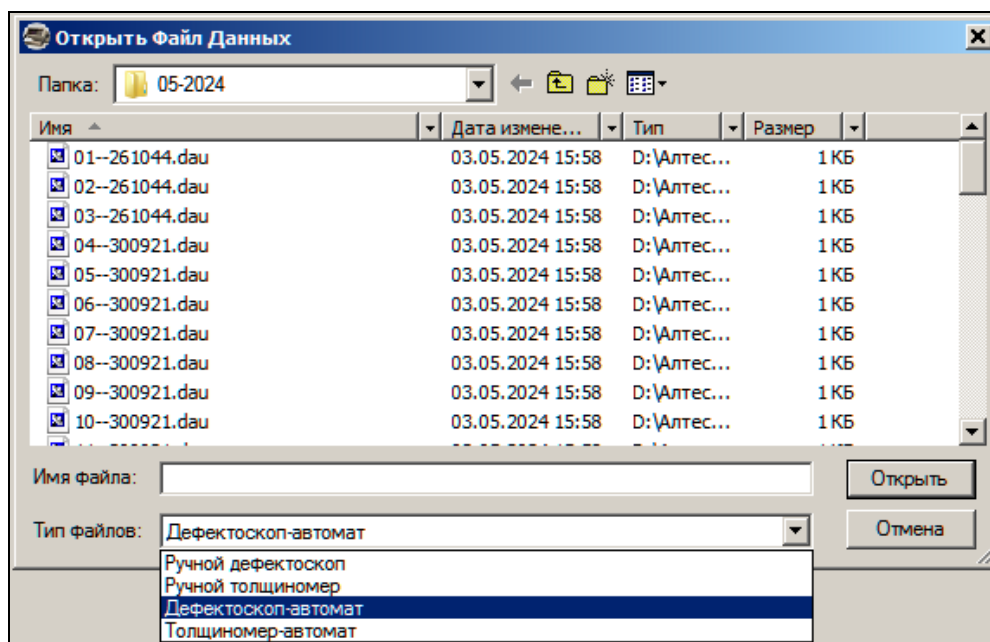 Открыть Файл Данных
Папка: 05-2024
Имя Дата измене... Тип Размер
01--261044.dau 03.05.2024 15:58 D:\Алтес... 1 КБ
02--261044.dau 03.05.2024 15:58 D:\Алтес... 1 КБ
03--261044.dau 03.05.2024 15:58 D:\Алтес... 1 КБ
04--300921.dau 03.05.2024 15:58 D:\Алтес... 1 КБ
05--300921.dau 03.05.2024 15:58 D:\Алтес... 1 КБ
06--300921.dau 03.05.2024 15:58 D:\Алтес... 1 КБ
07--300921.dau 03.05.2024 15:58 D:\Алтес... 1 КБ
08--300921.dau 03.05.2024 15:58 D:\Алтес... 1 КБ
09--300921.dau 03.05.2024 15:58 D:\Алтес... 1 КБ
10--300921.dau 03.05.2024 15:58 D:\Алтес... 1 КБ
Имя файла: Открыть
Тип файлов: Дефектоскоп-автомат Отмена
Ручной дефектоскоп
Ручной толщиномер
Дефектоскоп-автомат
Толщиномер-автомат